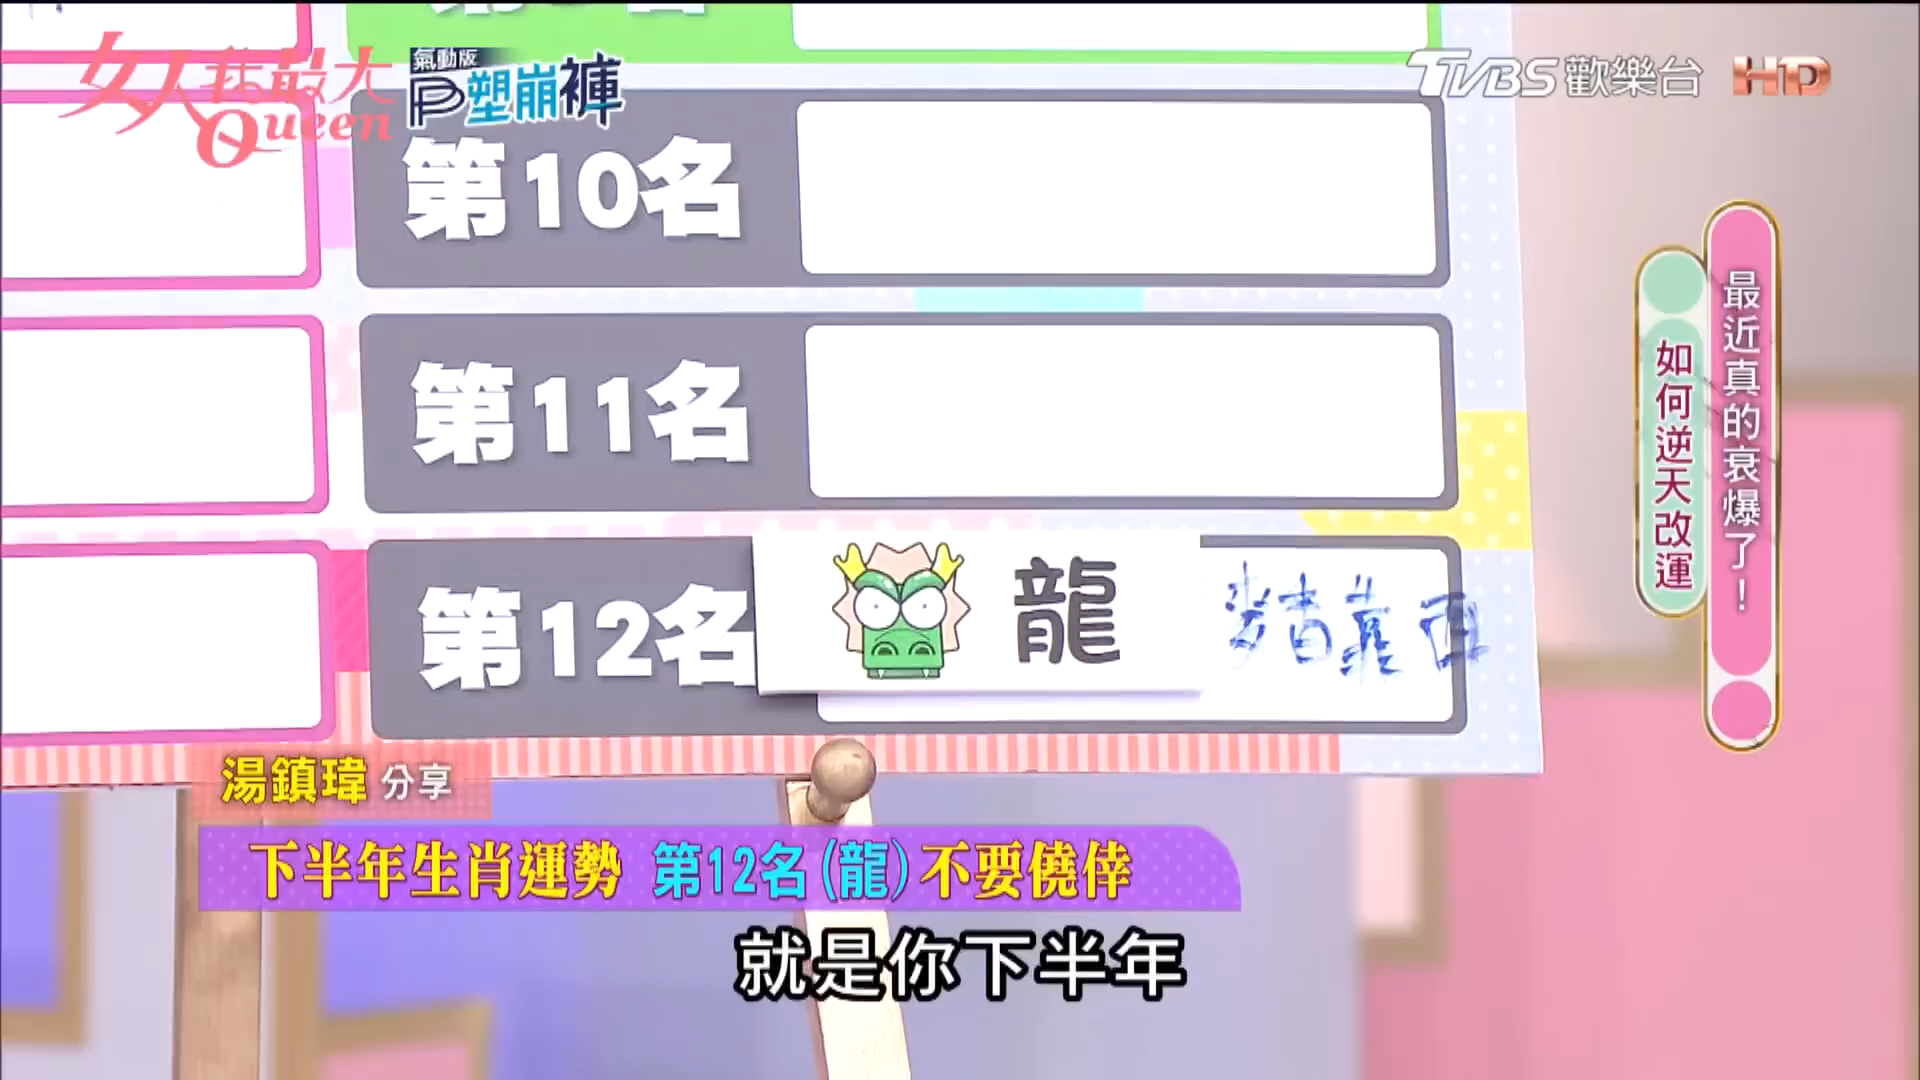 女人我最大
Queen
氣動版
塑崩褲
TVBS歡樂台 HD
第10名
第11名
第12名
龍
最近真的衰爆了！
如何逆天改運
湯鎮瑋 分享
下半年生肖運勢 第12名(龍)不要僥倖
就是你下半年